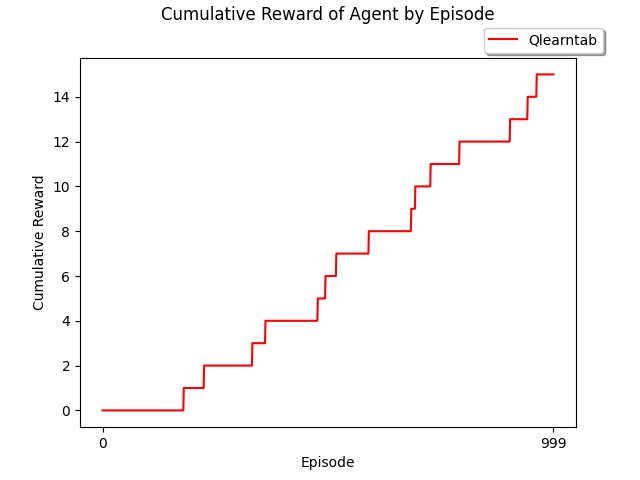 Cumulative Reward of Agent by Episode
Qlearntab
14
12
10
8
6
4
2
0
Cumulative Reward
0
999
Episode